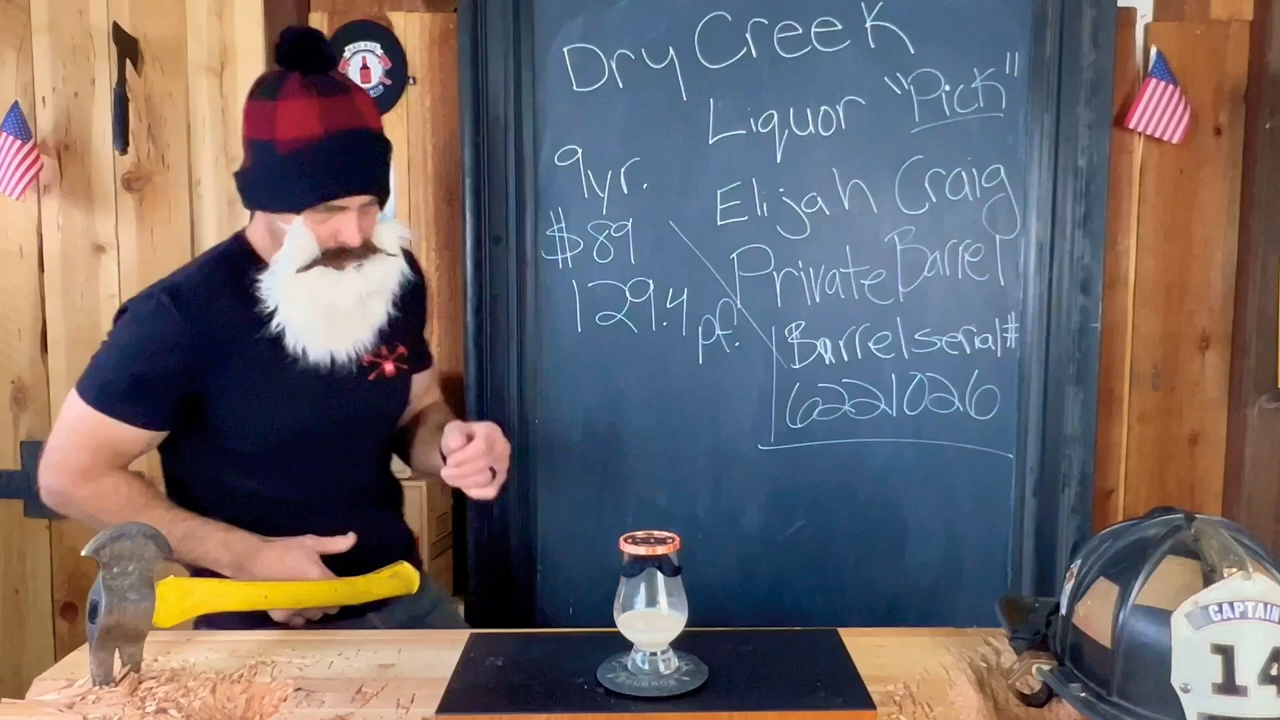 Dry Creek
Liquor "Pick"
9yr.
$89
129.4 pf.
Elijah Craig
Private Barrel
Barrel serial#
6221026
CAPTAIN
14